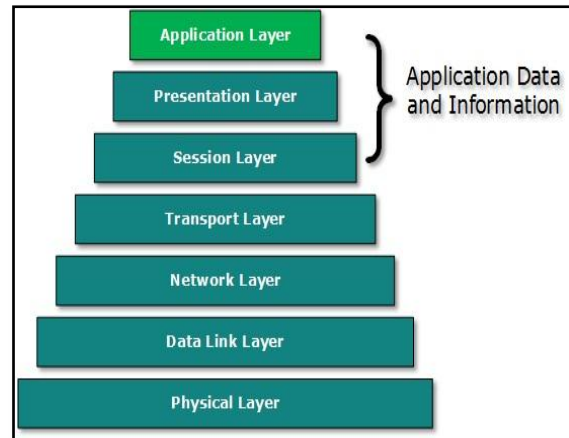 Application Layer
Presentation Layer
Session Layer
Application Data
and Information
Transport Layer
Network Layer
Data Link Layer
Physical Layer